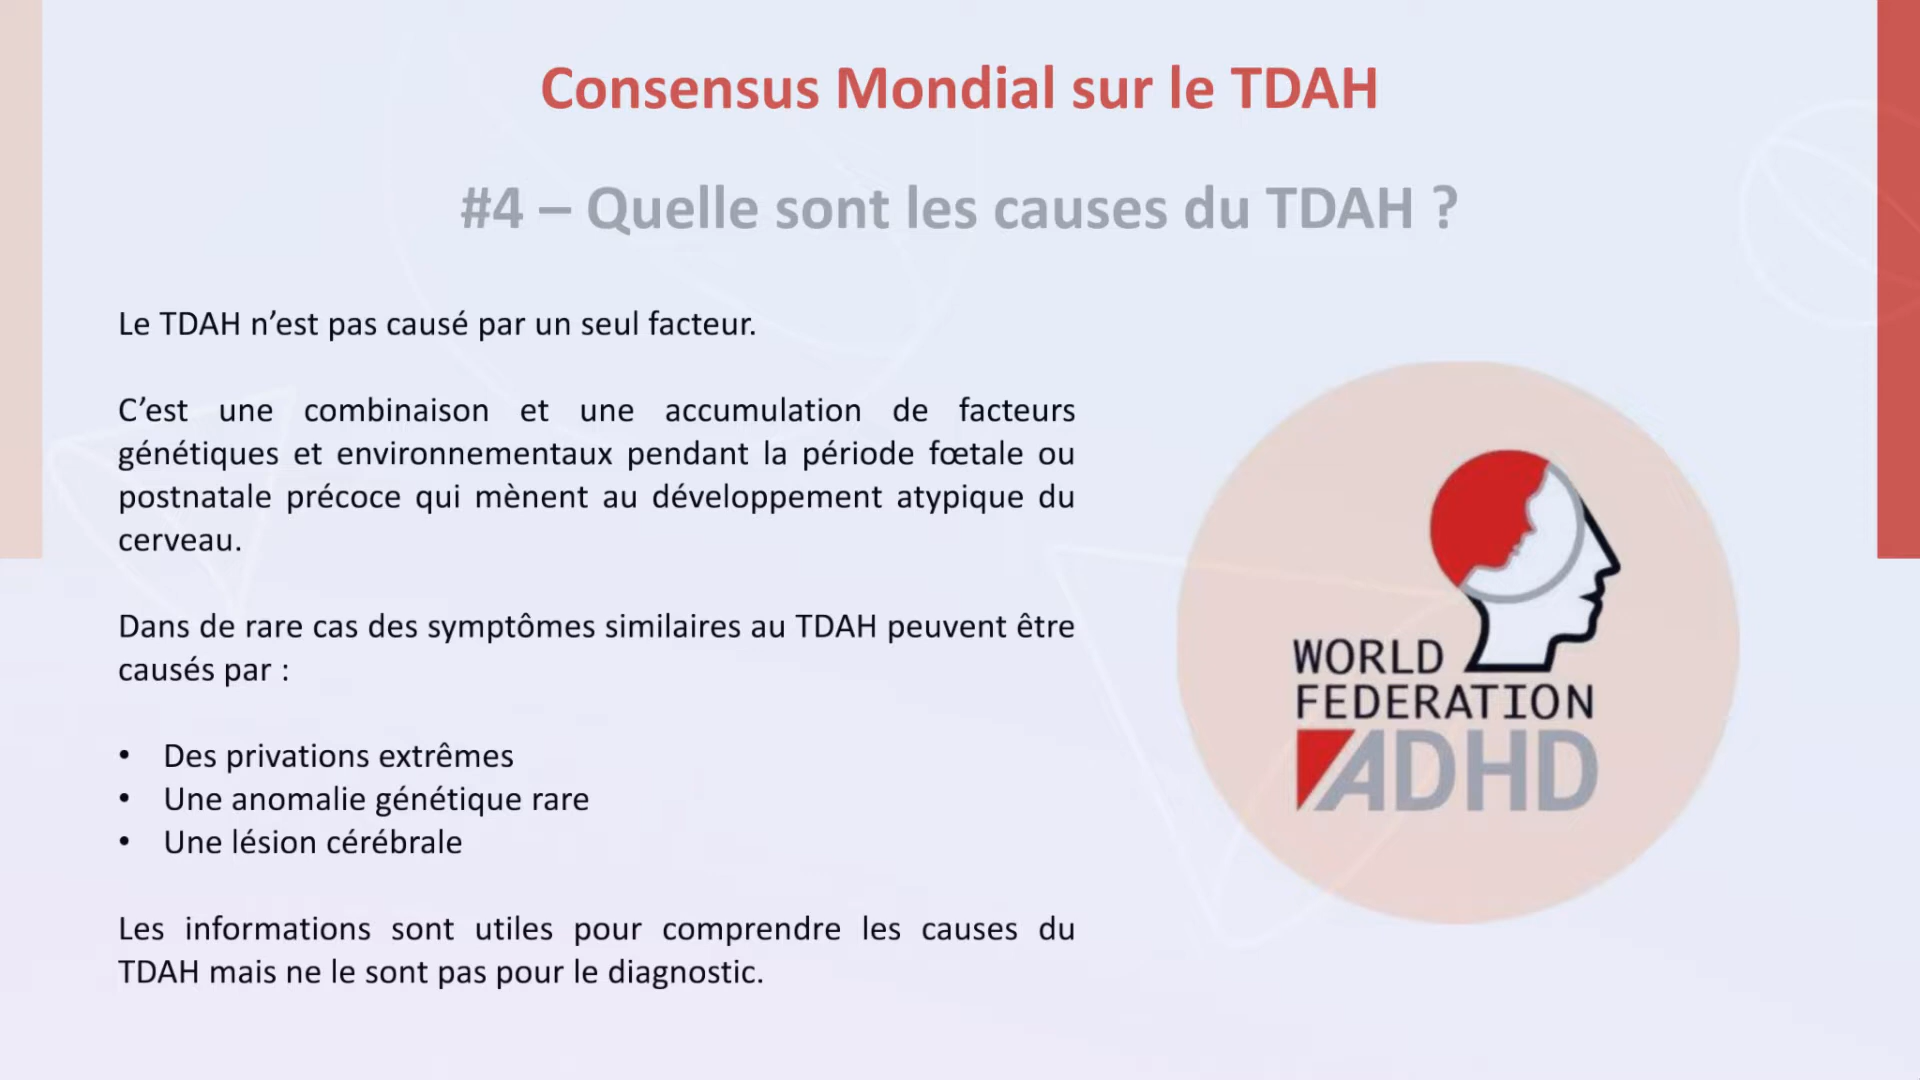 Consensus Mondial sur le TDAH
#4 – Quelle sont les causes du TDAH ?
Le TDAH n’est pas causé par un seul facteur.
C’est une combinaison et une accumulation de facteurs
génétiques et environnementaux pendant la période fœtale ou
postnatale précoce qui mènent au développement atypique du
cerveau.
Dans de rare cas des symptômes similaires au TDAH peuvent être
causés par :
• Des privations extrêmes
• Une anomalie génétique rare
• Une lésion cérébrale
Les informations sont utiles pour comprendre les causes du
TDAH mais ne le sont pas pour le diagnostic.
WORLD
FEDERATION
ADHD